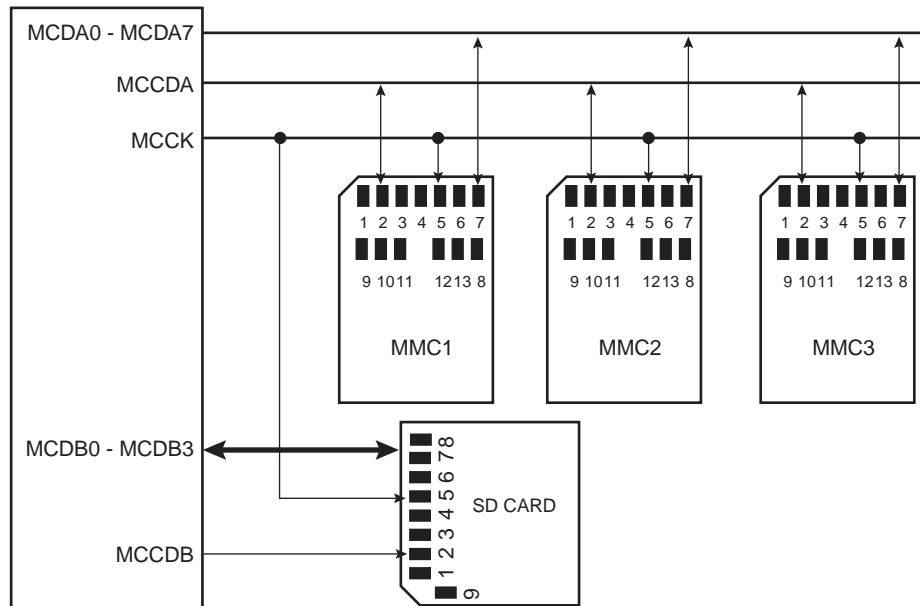 MCDA0 - MCDA7
MCCDA
MCCK
1 2 3 4 5 6 7
9 10 11 12 13 8
MMC1
1 2 3 4 5 6 7
9 10 11 12 13 8
MMC2
1 2 3 4 5 6 7
9 10 11 12 13 8
MMC3
MCDB0 - MCDB3
MCCDB
1 2 3 4 5 6 7 8
9
SD CARD